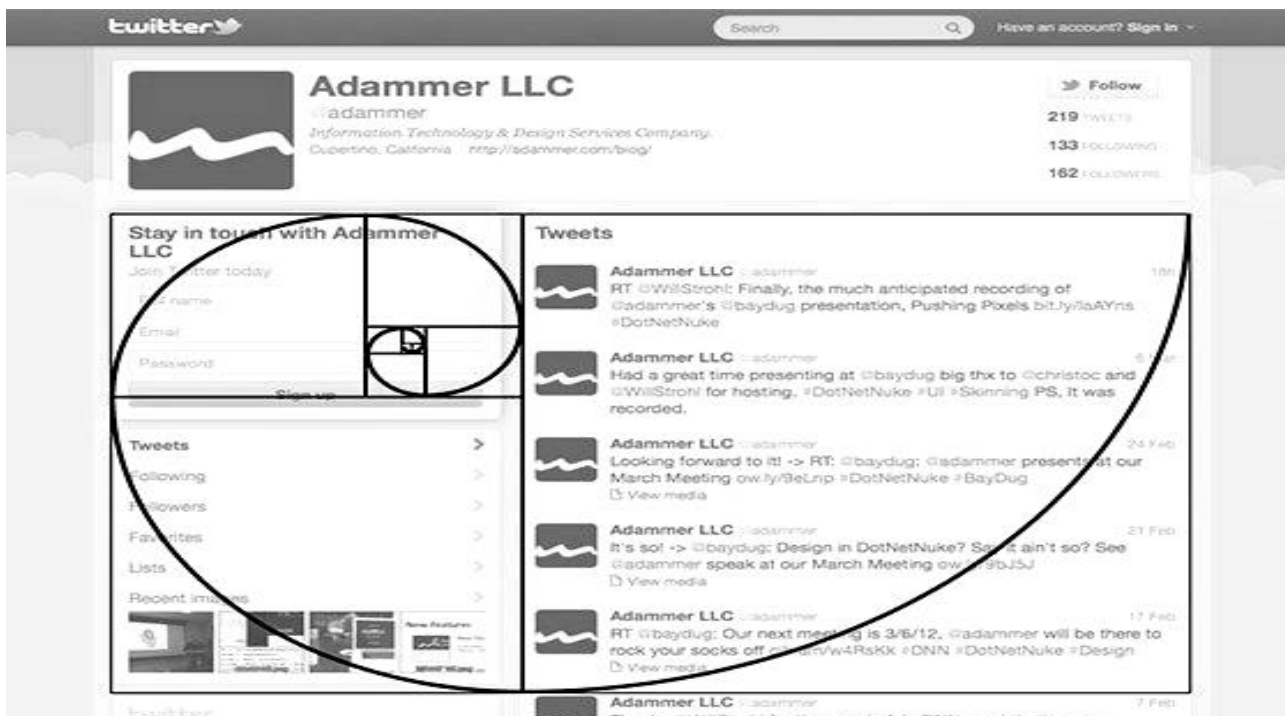 twitter
Search
Have an account? Sign in
Adammer LLC
@adammer
Information Technology & Design Services Company.
Cupertino, California http://adammer.com/blog/
Follow
219 TWEETS
133 FOLLOWING
162 FOLLOWERS
Stay in touch with Adammer
LLC
Join Twitter today
Full name
Email
Password
Sign up
Tweets
Following
Followers
Favorites
Lists
Recent images
New Features
twitter
Tweets
Adammer LLC @adammer 18h
RT @WillStrohl: Finally, the much anticipated recording of
@adammer's @baydug presentation, Pushing Pixels bit.ly/IaAYns
#DotNetNuke
Adammer LLC @adammer 6 Mar
Had a great time presenting at @baydug big thx to @christoc and
@WillStrohl for hosting. #DotNetNuke #UI #Skinning PS, It was
recorded.
Adammer LLC @adammer 24 Feb
Looking forward to it! -> RT: @baydug: @adammer presents at our
March Meeting ow.ly/9eLnp #DotNetNuke #BayDug
View media
Adammer LLC @adammer 21 Feb
It's so! -> @baydug: Design in DotNetNuke? Say it ain't so? See
@adammer speak at our March Meeting
View media
Adammer LLC @adammer 17 Feb
RT @baydug: Our next meeting is 3/6/12, @adammer will be there to
rock your socks off #DNN #DotNetNuke #Design
View media
Adammer LLC @adammer 7 Feb